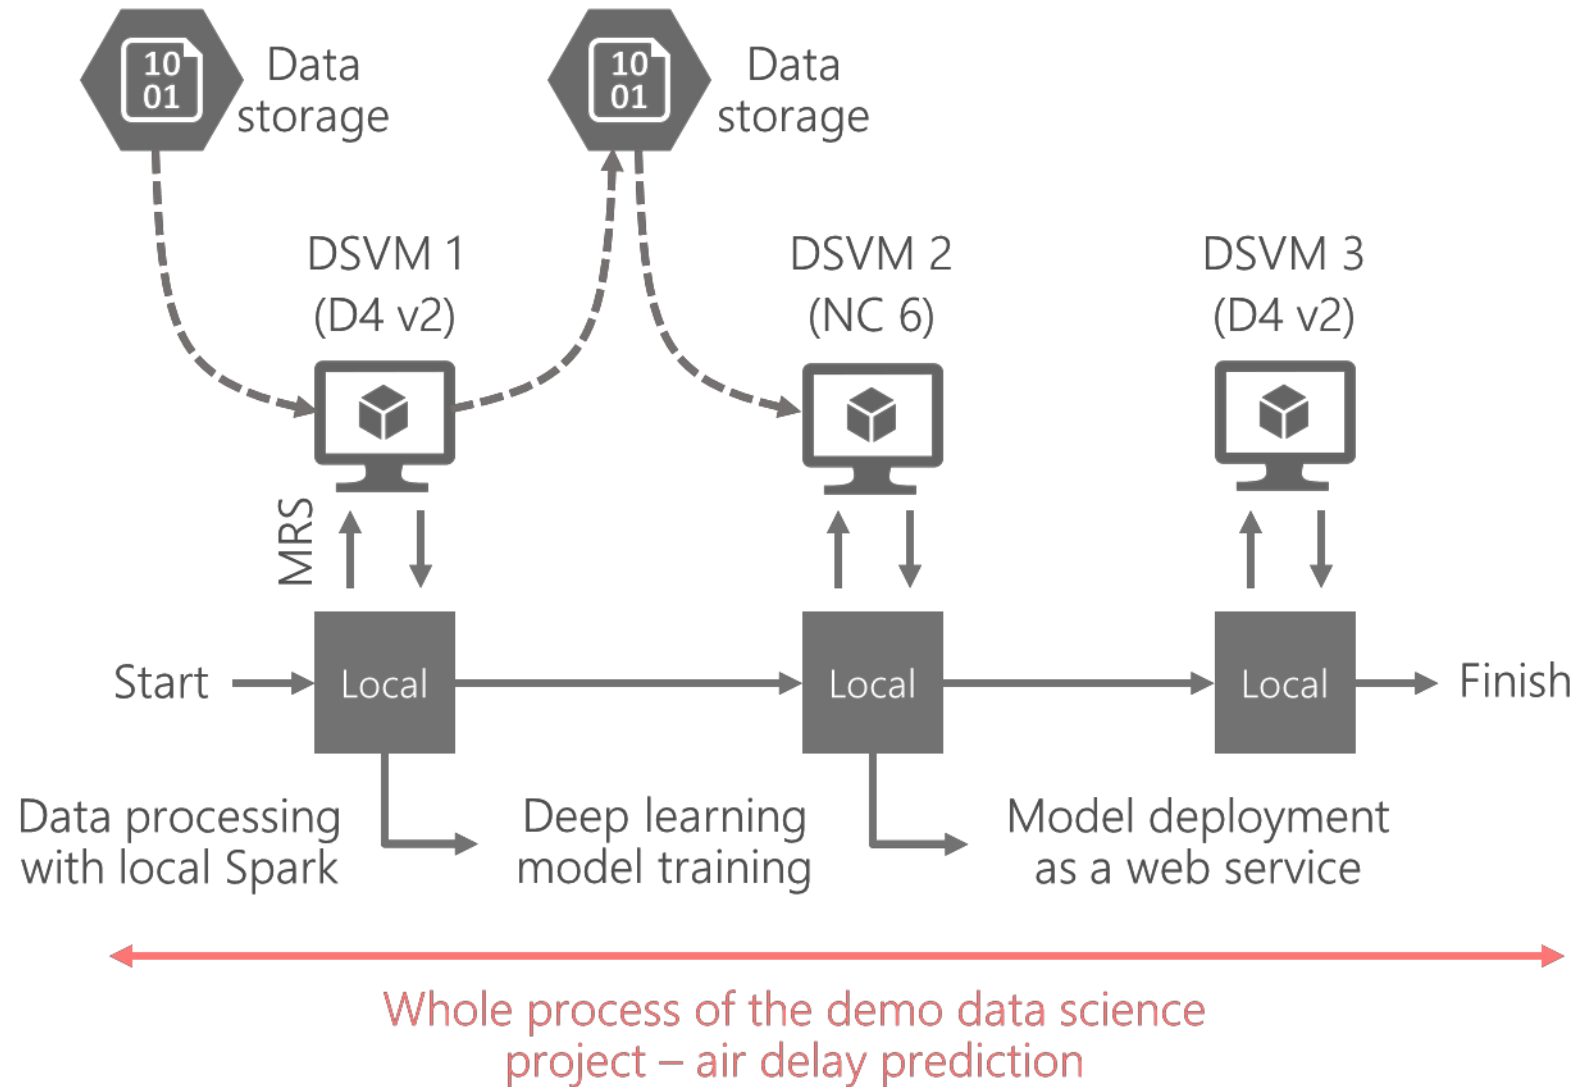 10
01
Data
storage
10
01
Data
storage
DSVM 1
(D4 v2)
DSVM 2
(NC 6)
DSVM 3
(D4 v2)
MRS
Start
Local
Local
Local
Finish
Data processing
with local Spark
Deep learning
model training
Model deployment
as a web service
Whole process of the demo data science
project – air delay prediction